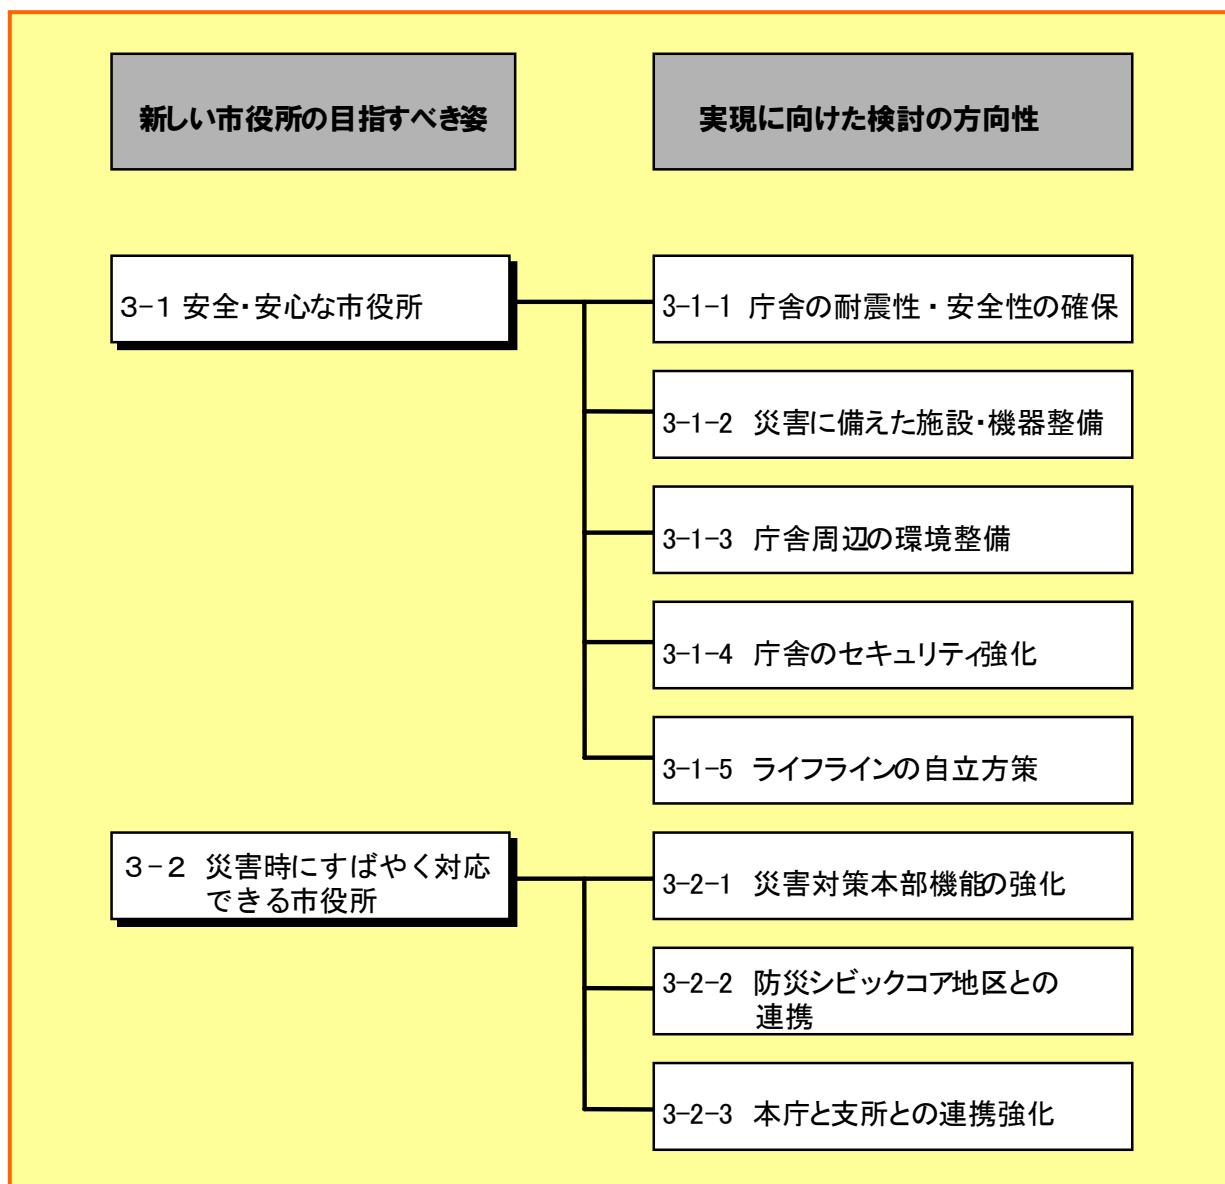 新しい市役所の目指すべき姿
実現に向けた検討の方向性
3-1 安全・安心な市役所
3-1-1 庁舎の耐震性・安全性の確保
3-1-2 災害に備えた施設・機器整備
3-1-3 庁舎周辺の環境整備
3-1-4 庁舎のセキュリティ強化
3-1-5 ライフラインの自立方策
3-2 災害時にすばやく対応
できる市役所
3-2-1 災害対策本部機能の強化
3-2-2 防災シビックコア地区との
連携
3-2-3 本庁と支所との連携強化